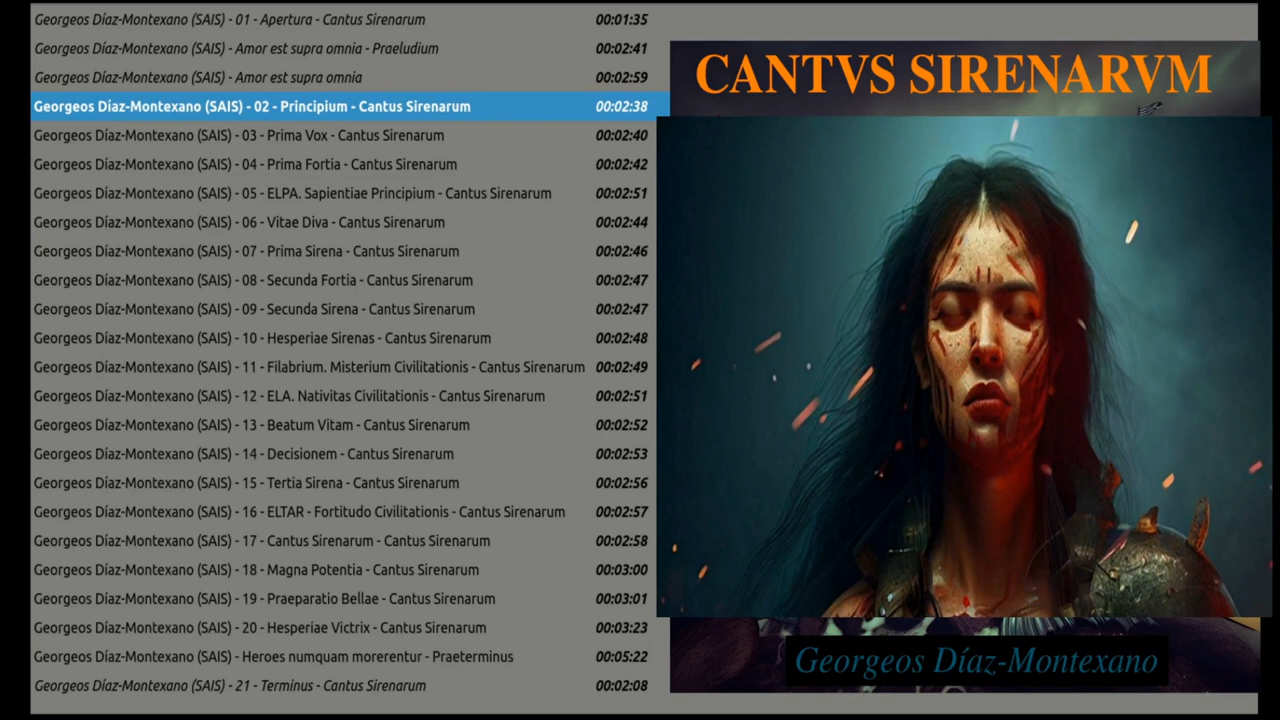 Georgeos Díaz-Montexano (SAIS) - 01 - Apertura - Cantus Sirenarum 00:01:35
Georgeos Díaz-Montexano (SAIS) - Amor est supra omnia - Praeludium 00:02:41
Georgeos Díaz-Montexano (SAIS) - Amor est supra omnia 00:02:59
Georgeos Díaz-Montexano (SAIS) - 02 - Principium - Cantus Sirenarum 00:02:38
Georgeos Díaz-Montexano (SAIS) - 03 - Prima Vox - Cantus Sirenarum 00:02:40
Georgeos Díaz-Montexano (SAIS) - 04 - Prima Fortia - Cantus Sirenarum 00:02:42
Georgeos Díaz-Montexano (SAIS) - 05 - ELPA. Sapientiae Principium - Cantus Sirenarum 00:02:51
Georgeos Díaz-Montexano (SAIS) - 06 - Vitae Diva - Cantus Sirenarum 00:02:44
Georgeos Díaz-Montexano (SAIS) - 07 - Prima Sirena - Cantus Sirenarum 00:02:46
Georgeos Díaz-Montexano (SAIS) - 08 - Secunda Fortia - Cantus Sirenarum 00:02:47
Georgeos Díaz-Montexano (SAIS) - 09 - Secunda Sirena - Cantus Sirenarum 00:02:47
Georgeos Díaz-Montexano (SAIS) - 10 - Hesperiae Sirenas - Cantus Sirenarum 00:02:48
Georgeos Díaz-Montexano (SAIS) - 11 - Filabrium. Misterium Civilitationis - Cantus Sirenarum 00:02:49
Georgeos Díaz-Montexano (SAIS) - 12 - ELA. Nativitas Civilitationis - Cantus Sirenarum 00:02:51
Georgeos Díaz-Montexano (SAIS) - 13 - Beatum Vitam - Cantus Sirenarum 00:02:52
Georgeos Díaz-Montexano (SAIS) - 14 - Decisionem - Cantus Sirenarum 00:02:53
Georgeos Díaz-Montexano (SAIS) - 15 - Tertia Sirena - Cantus Sirenarum 00:02:56
Georgeos Díaz-Montexano (SAIS) - 16 - ELTAR - Fortitudo Civilitationis - Cantus Sirenarum 00:02:57
Georgeos Díaz-Montexano (SAIS) - 17 - Cantus Sirenarum - Cantus Sirenarum 00:02:58
Georgeos Díaz-Montexano (SAIS) - 18 - Magna Potentia - Cantus Sirenarum 00:03:00
Georgeos Díaz-Montexano (SAIS) - 19 - Praeparatio Bellae - Cantus Sirenarum 00:03:01
Georgeos Díaz-Montexano (SAIS) - 20 - Hesperiae Victrix - Cantus Sirenarum 00:03:23
Georgeos Díaz-Montexano (SAIS) - Heroes numquam morerentur - Praeterminus 00:05:22
Georgeos Díaz-Montexano (SAIS) - 21 - Terminus - Cantus Sirenarum 00:02:08
CANTVS SIRENARVM
Georgeos Díaz-Montexano